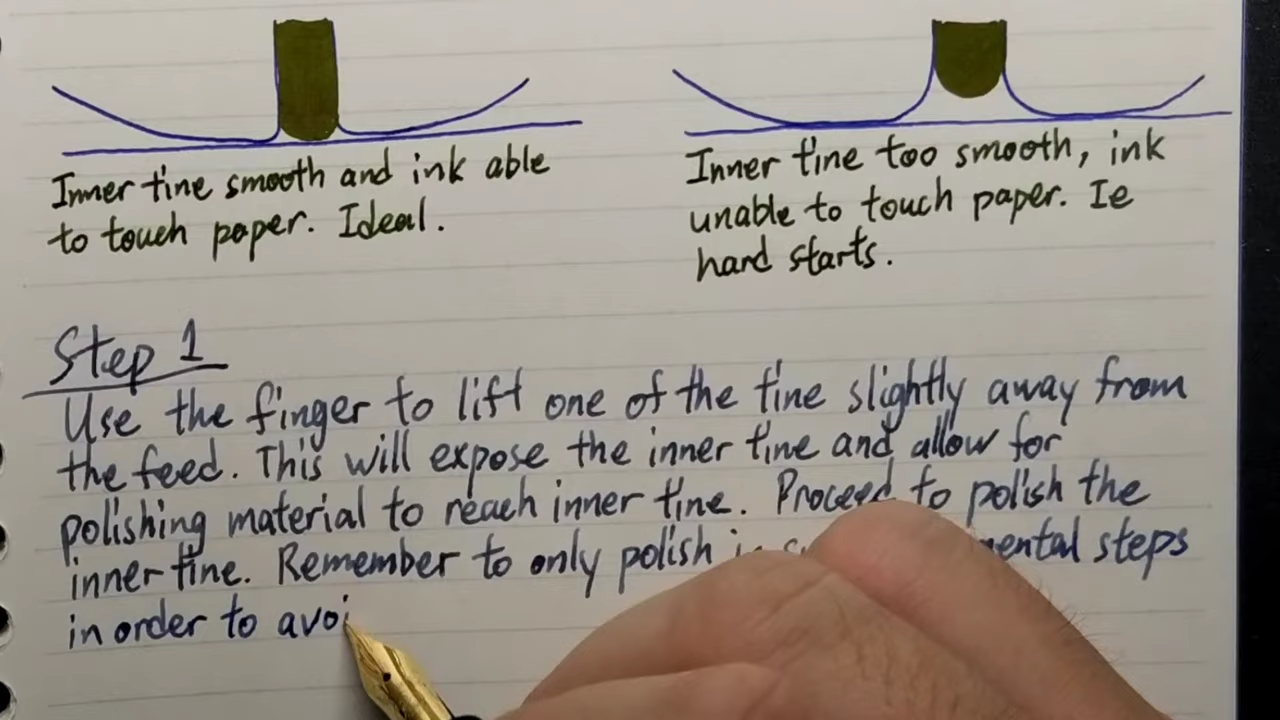 Inner tine smooth and ink able
to touch paper. Ideal.
Inner tine too smooth, ink
unable to touch paper. Ie
hard starts.
Step 1
Use the finger to lift one of the tine slightly away from
the feed. This will expose the inner tine and allow for
polishing material to reach inner tine. Proceed to polish the
inner tine. Remember to only polish in steps
in order to avoi